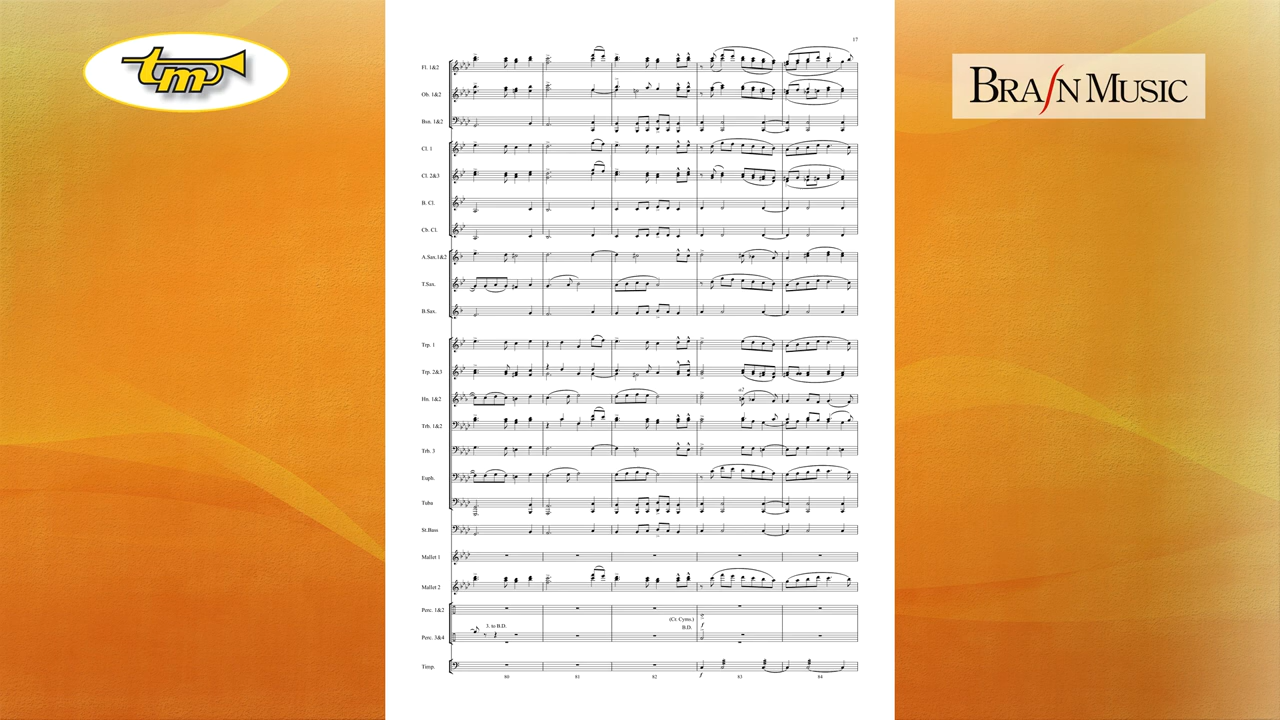 tm
BRAIN MUSIC
17
Fl. 1&2
Ob. 1&2
Bsn. 1&2
Cl. 1
Cl. 2&3
B. Cl.
Cb. Cl.
A.Sax.1&2
T.Sax.
B.Sax.
Trp. 1
Trp. 2&3
Hn. 1&2
a2
Trb. 1&2
Trb. 3
Euph.
Tuba
St.Bass
Mallet 1
Mallet 2
Perc. 1&2
(Cr. Cyms.)
f
3. to B.D.
B.D.
Perc. 3&4
f
Timp.
f
80 81 82 83 84